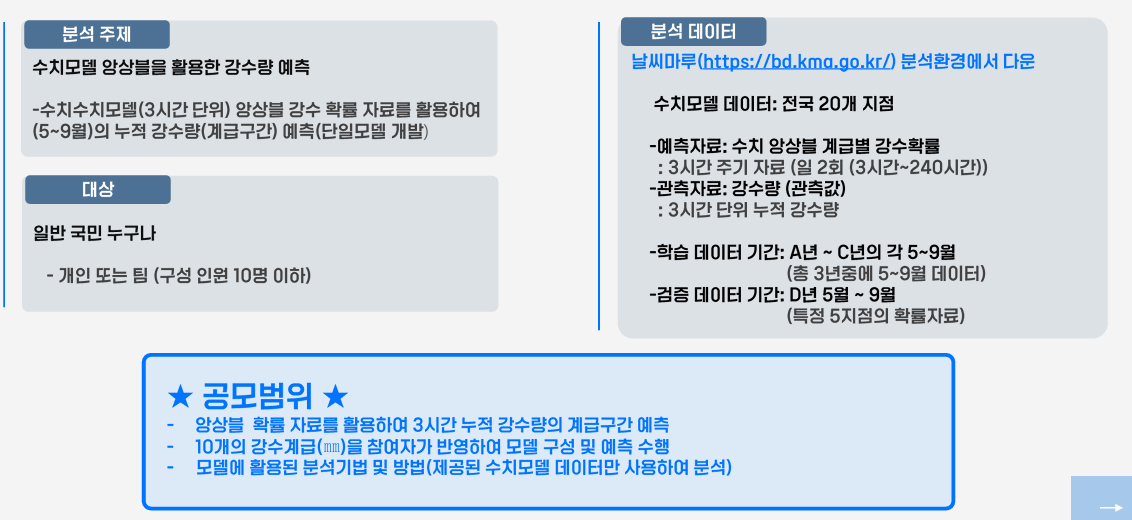 분석 주제
수치모델 앙상블을 활용한 강수량 예측
-수치수치모델(3시간 단위) 앙상블 강수 확률 자료를 활용하여
(5~9월)의 누적 강수량(계급구간) 예측(단일모델 개발)
대상
일반 국민 누구나
- 개인 또는 팀 (구성 인원 10명 이하)
분석 데이터
날씨마루(https://bd.kma.go.kr/) 분석환경에서 다운
수치모델 데이터: 전국 20개 지점
-예측자료: 수치 앙상블 계급별 강수확률
: 3시간 주기 자료 (일 2회 (3시간~240시간))
-관측자료: 강수량 (관측값)
: 3시간 단위 누적 강수량
-학습 데이터 기간: A년 ~ C년의 각 5~9월
(총 3년중에 5~9월 데이터)
-검증 데이터 기간: D년 5월 ~ 9월
(특정 5지점의 확률자료)
★ 공모범위 ★
- 앙상블 확률 자료를 활용하여 3시간 누적 강수량의 계급구간 예측
- 10개의 강수계급(㎜)을 참여자가 반영하여 모델 구성 및 예측 수행
- 모델에 활용된 분석기법 및 방법(제공된 수치모델 데이터만 사용하여 분석)